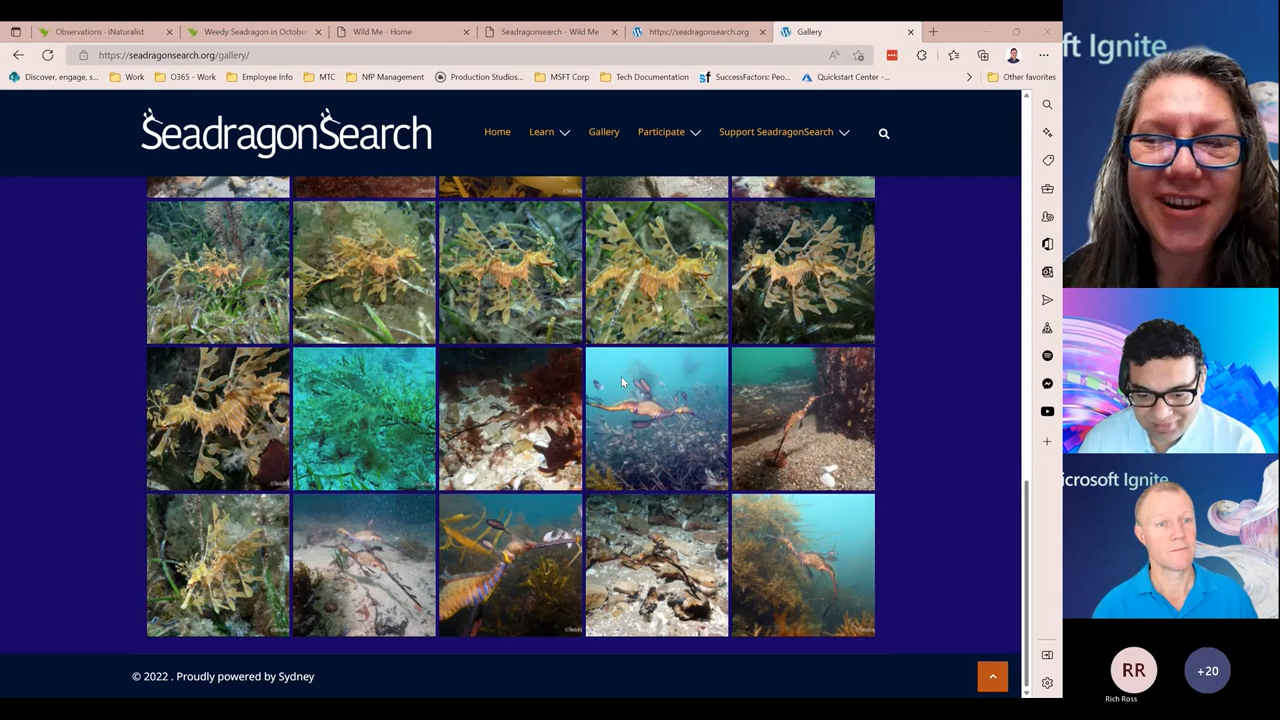 Observations - iNaturalist
Weedy Seadragon in October
Wild Me - Home
Seadragonsearch - Wild Me
https://seadragonsearch.org
Gallery
https://seadragonsearch.org/gallery/
Discover, engage, s...
Work
O365 - Work
Employee Info
MTC
NfP Management
Production Studios...
MSFT Corp
Tech Documentation
sf SuccessFactors: Peo...
Quickstart Center -...
Other favorites
SeadragonSearch
Home
Learn
Gallery
Participate
Support SeadragonSearch
© 2022 . Proudly powered by Sydney
ft Ignite
icrosoft Ignite
RR
+20
Rich Ross